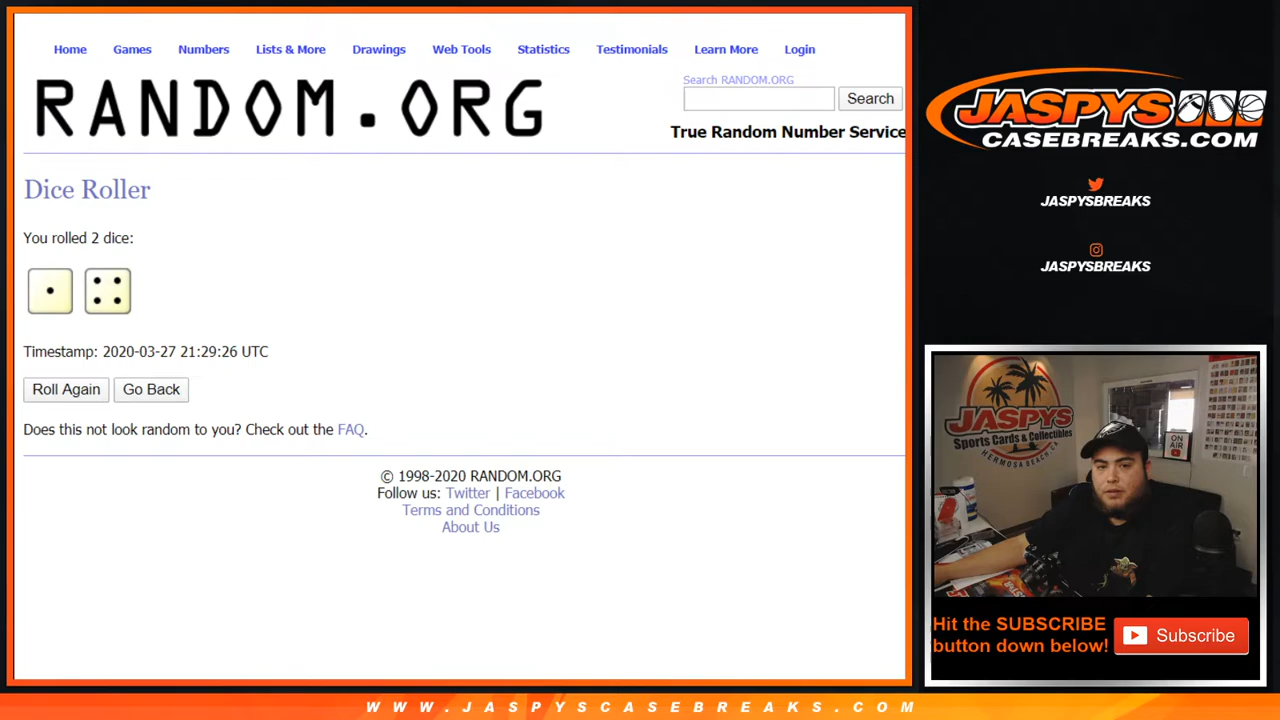 Home Games Numbers Lists & More Drawings Web Tools Statistics Testimonials Learn More Login
RANDOM.ORG
Search RANDOM.ORG
Search
True Random Number Service
Dice Roller
You rolled 2 dice:
Timestamp: 2020-03-27 21:29:26 UTC
Roll Again Go Back
Does this not look random to you? Check out the FAQ.
© 1998-2020 RANDOM.ORG
Follow us: Twitter | Facebook
Terms and Conditions
About Us
JASPYS
CASEBREAKS.COM
JASPYSBREAKS
JASPYSBREAKS
JASPYS
Sports Cards & Collectibles
HERMOSA BEACH, CA
ON
AIR
Hit the SUBSCRIBE
button down below!
Subscribe
WWW.JASPYSCASEBREAKS.COM